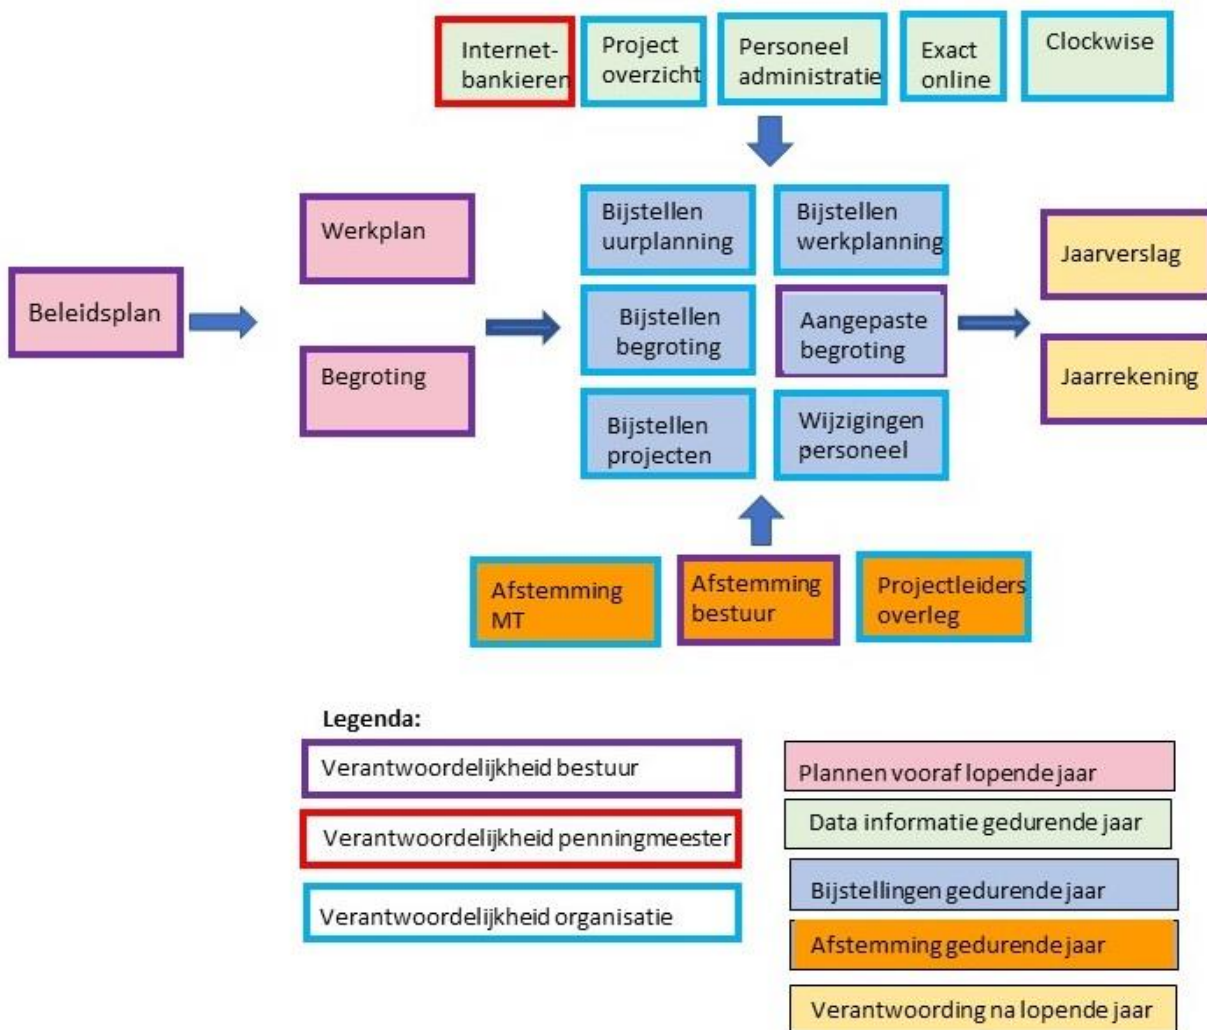 Internet-
bankieren
Project
overzicht
Personeel
administratie
Exact
online
Clockwise
Beleidsplan
Werkplan
Begroting
Bijstellen
uurplanning
Bijstellen
werkplanning
Bijstellen
begroting
Aangepaste
begroting
Bijstellen
projecten
Wijzigingen
personeel
Jaarverslag
Jaarrekening
Afstemming
MT
Afstemming
bestuur
Projectleiders
overleg
Legenda:
Verantwoordelijkheid bestuur
Verantwoordelijkheid penningmeester
Verantwoordelijkheid organisatie
Plannen vooraf lopende jaar
Data informatie gedurende jaar
Bijstellingen gedurende jaar
Afstemming gedurende jaar
Verantwoording na lopende jaar